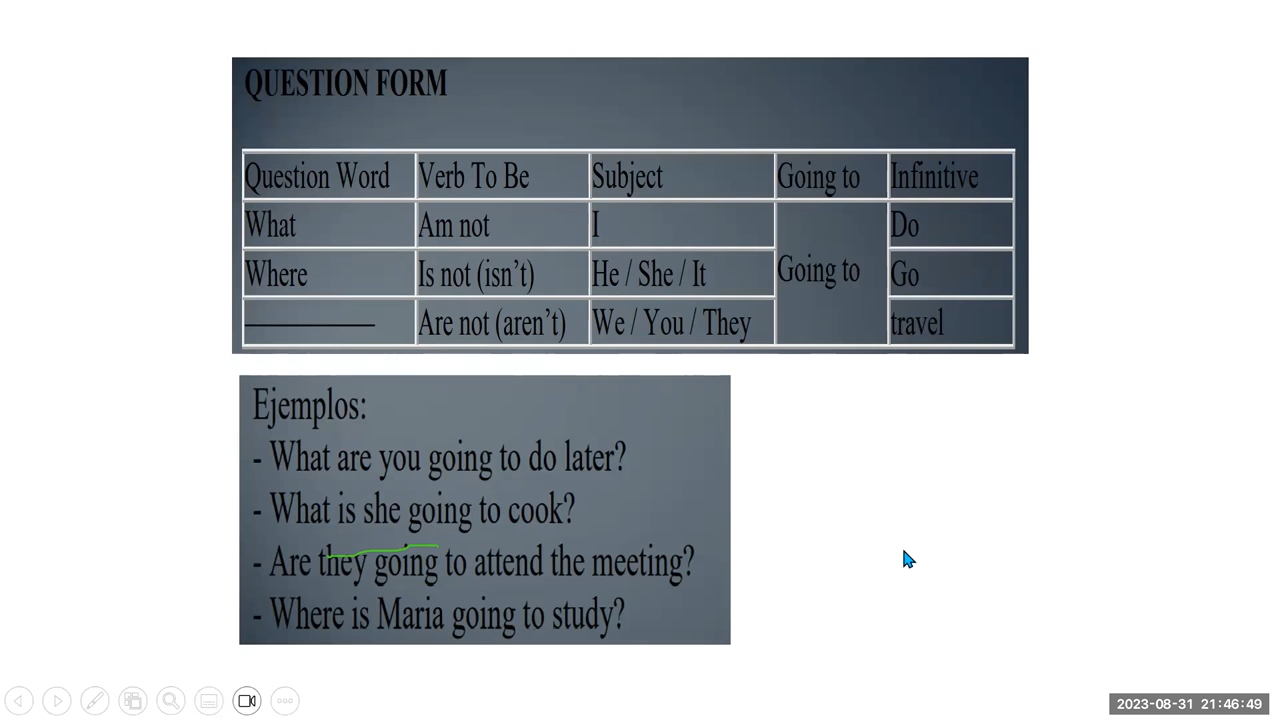 QUESTION FORM
Question Word Verb To Be Subject Going to Infinitive
What Am not I Do
Where Is not (isn’t) He / She / It Going to Go
Are not (aren’t) We / You / They travel
Ejemplos:
- What are you going to do later?
- What is she going to cook?
- Are they going to attend the meeting?
- Where is Maria going to study?
2023-08-31 21:46:49